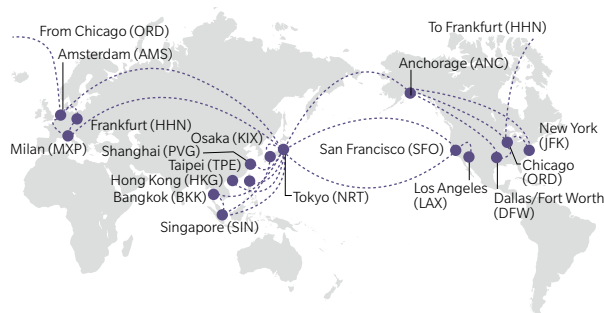 From Chicago (ORD)
Amsterdam (AMS)
Frankfurt (HHN)
Milan (MXP)
Osaka (KIX)
Shanghai (PVG)
Taipei (TPE)
Hong Kong (HKG)
Bangkok (BKK)
Singapore (SIN)
Tokyo (NRT)
To Frankfurt (HHN)
Anchorage (ANC)
San Francisco (SFO)
Los Angeles
(LAX)
New York
(JFK)
Chicago
(ORD)
Dallas/Fort Worth
(DFW)